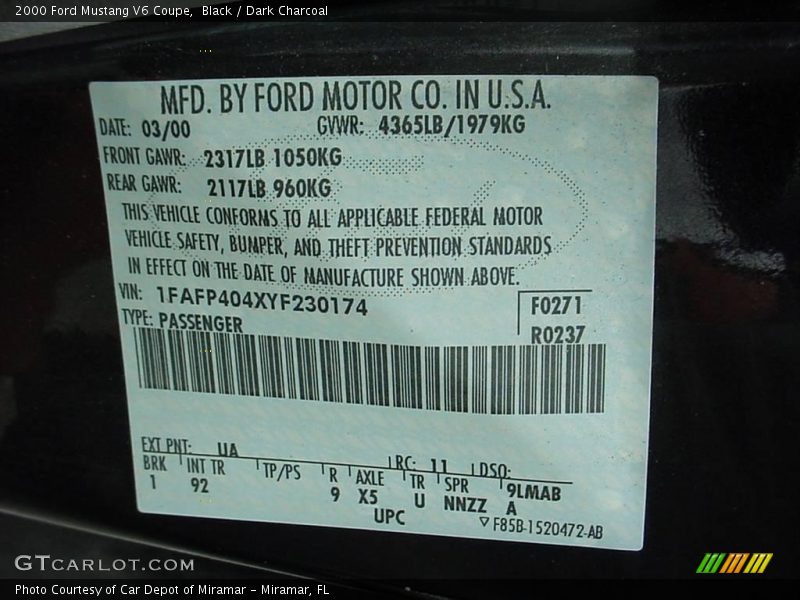 2000 Ford Mustang V6 Coupe,  Black / Dark Charcoal
MFD. BY FORD MOTOR CO. IN U.S.A.
DATE: 03/00 GVWR: 4365LB/1979KG
FRONT GAWR: 2317LB 1050KG
REAR GAWR: 2117LB 960KG
THIS VEHICLE CONFORMS TO ALL APPLICABLE FEDERAL MOTOR
VEHICLE SAFETY, BUMPER, AND THEFT PREVENTION STANDARDS
IN EFFECT ON THE DATE OF MANUFACTURE SHOWN ABOVE.
VIN: 1FAFP404XYF230174 F0271
TYPE: PASSENGER R0237
EXT PNT: UA RC: 11 DSO:
BRK INT TR TP/PS R AXLE TR SPR 9LMAB
1 92 9 X5 U NNZZ A
UPC ▽F85B-1520472-AB
GTCARLOT.COM
Photo Courtesy of Car Depot of Miramar – Miramar, FL